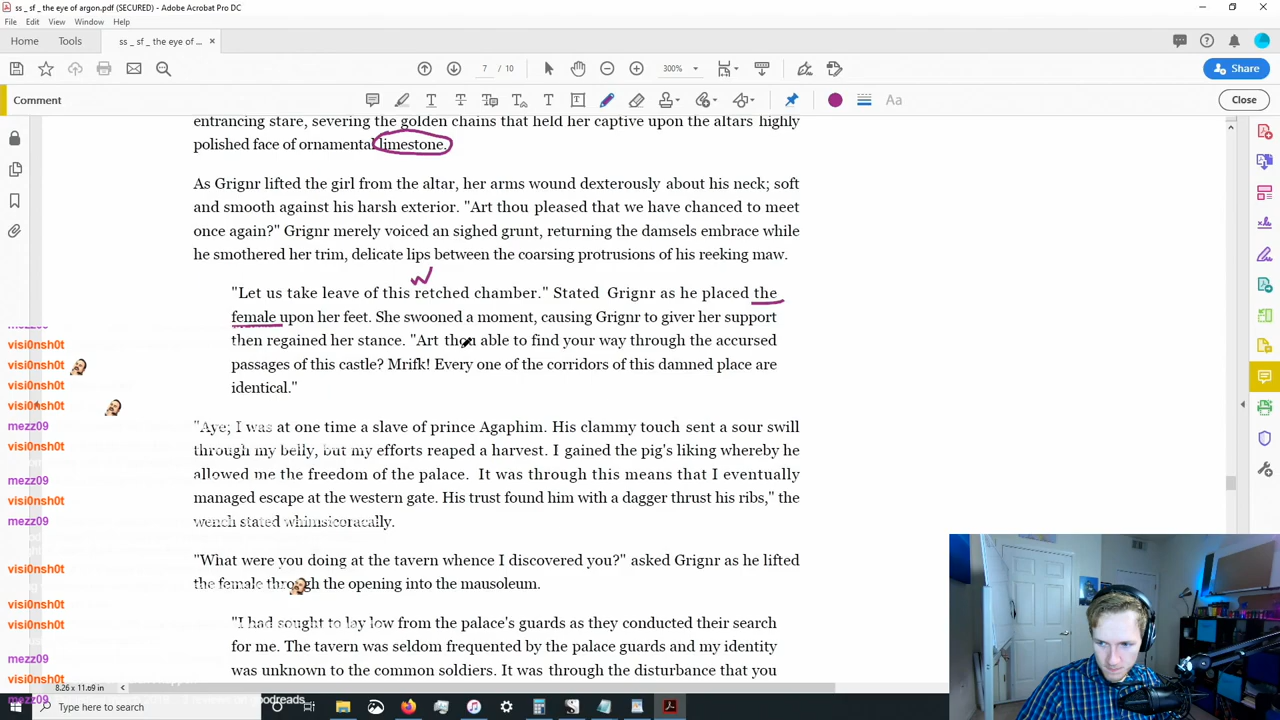 ss _ sf _ the eye of argon.pdf (SECURED) - Adobe Acrobat Pro DC
File Edit View Window Help
Home Tools ss _ sf _ the eye of ... ×
7 / 10 300% Share
Comment Aa Close
entrancing stare, severing the golden chains that held her captive upon the altars highly
polished face of ornamental limestone.
As Grignr lifted the girl from the altar, her arms wound dexterously about his neck; soft
and smooth against his harsh exterior. "Art thou pleased that we have chanced to meet
once again?" Grignr merely voiced an sighed grunt, returning the damsels embrace while
he smothered her trim, delicate lips between the coarsing protrusions of his reeking maw.
"Let us take leave of this retched chamber." Stated Grignr as he placed the
female upon her feet. She swooned a moment, causing Grignr to giver her support
then regained her stance. "Art thou able to find your way through the accursed
passages of this castle? Mrifk! Every one of the corridors of this damned place are
identical."
"Aye; I was at one time a slave of prince Agaphim. His clammy touch sent a sour swill
through my belly, but my efforts reaped a harvest. I gained the pig's liking whereby he
allowed me the freedom of the palace. It was through this means that I eventually
managed escape at the western gate. His trust found him with a dagger thrust his ribs," the
wench stated whimsicoracally.
"What were you doing at the tavern whence I discovered you?" asked Grignr as he lifted
the female through the opening into the mausoleum.
"I had sought to lay low from the palace's guards as they conducted their search
for me. The tavern was seldom frequented by the palace guards and my identity
was unknown to the common soldiers. It was through the disturbance that you
visi0nsh0t
visi0nsh0t
visi0nsh0t
mezz09
visi0nsh0t
mezz09
visi0nsh0t
mezz09
visi0nsh0t
visi0nsh0t
visi0nsh0t
mezz09
visi0nsh0t
mezz09
8.26 x 11.69 in
Type here to search